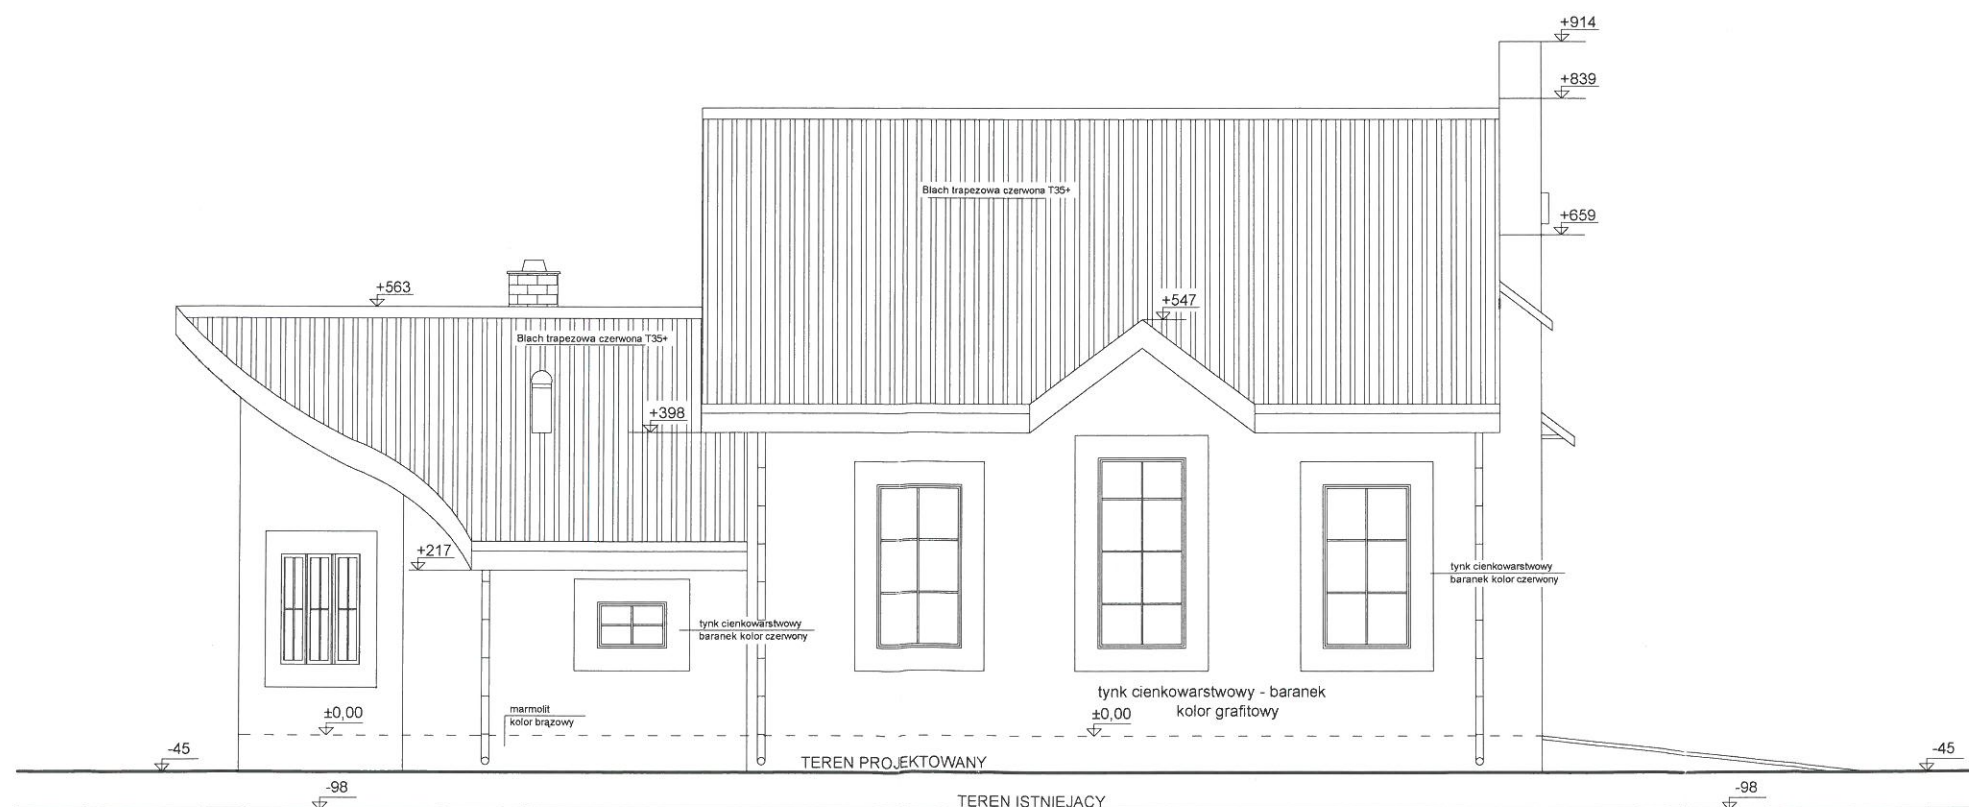 +914
+839
Blach trapezowa czerwona T35+
+659
+563
+547
Blach trapezowa czerwona T35+
+398
+217
tynk cienkowarstwowy
baranek kolor czerwony
tynk cienkowarstwowy
baranek kolor czerwony
tynk cienkowarstwowy - baranek
kolor grafitowy
marmolit
kolor brązowy
±0,00
±0,00
-45
TEREN PROJEKTOWANY
-45
-98
TEREN ISTNIEJACY
-98